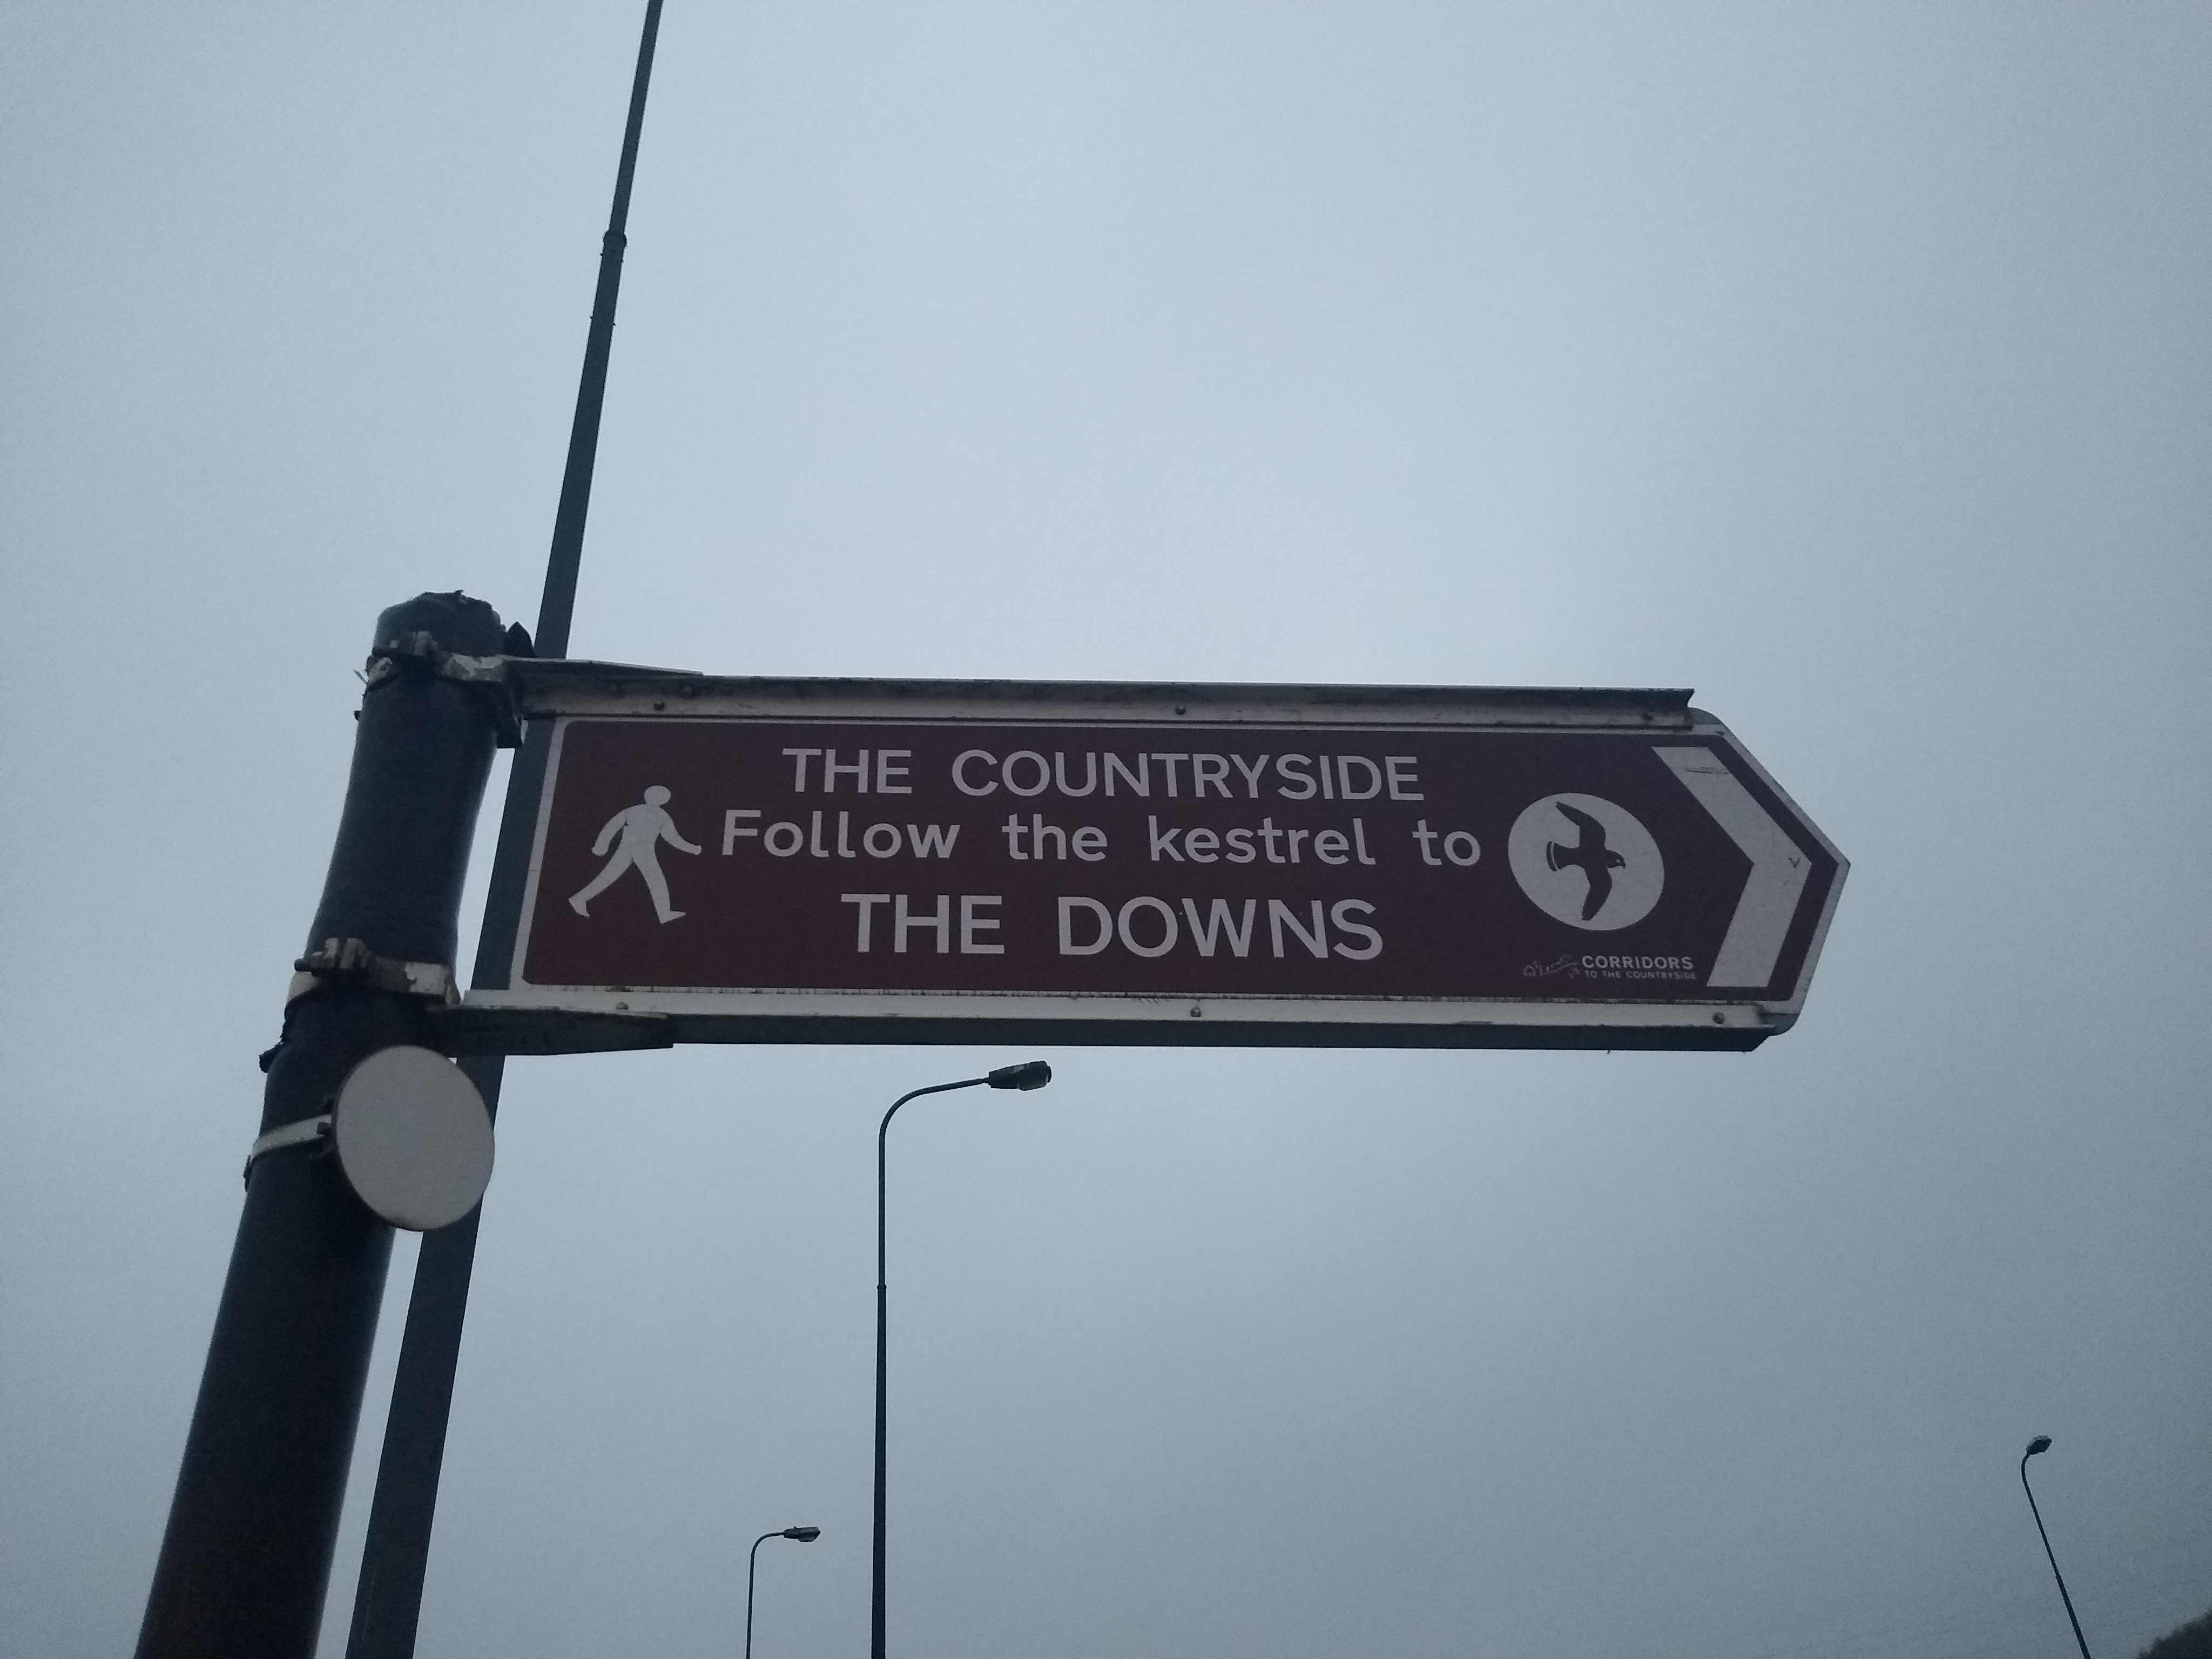 THE COUNTRYSIDE
Follow the kestrel to
THE DOWNS
CORRIDORS
TO THE COUNTRYSIDE